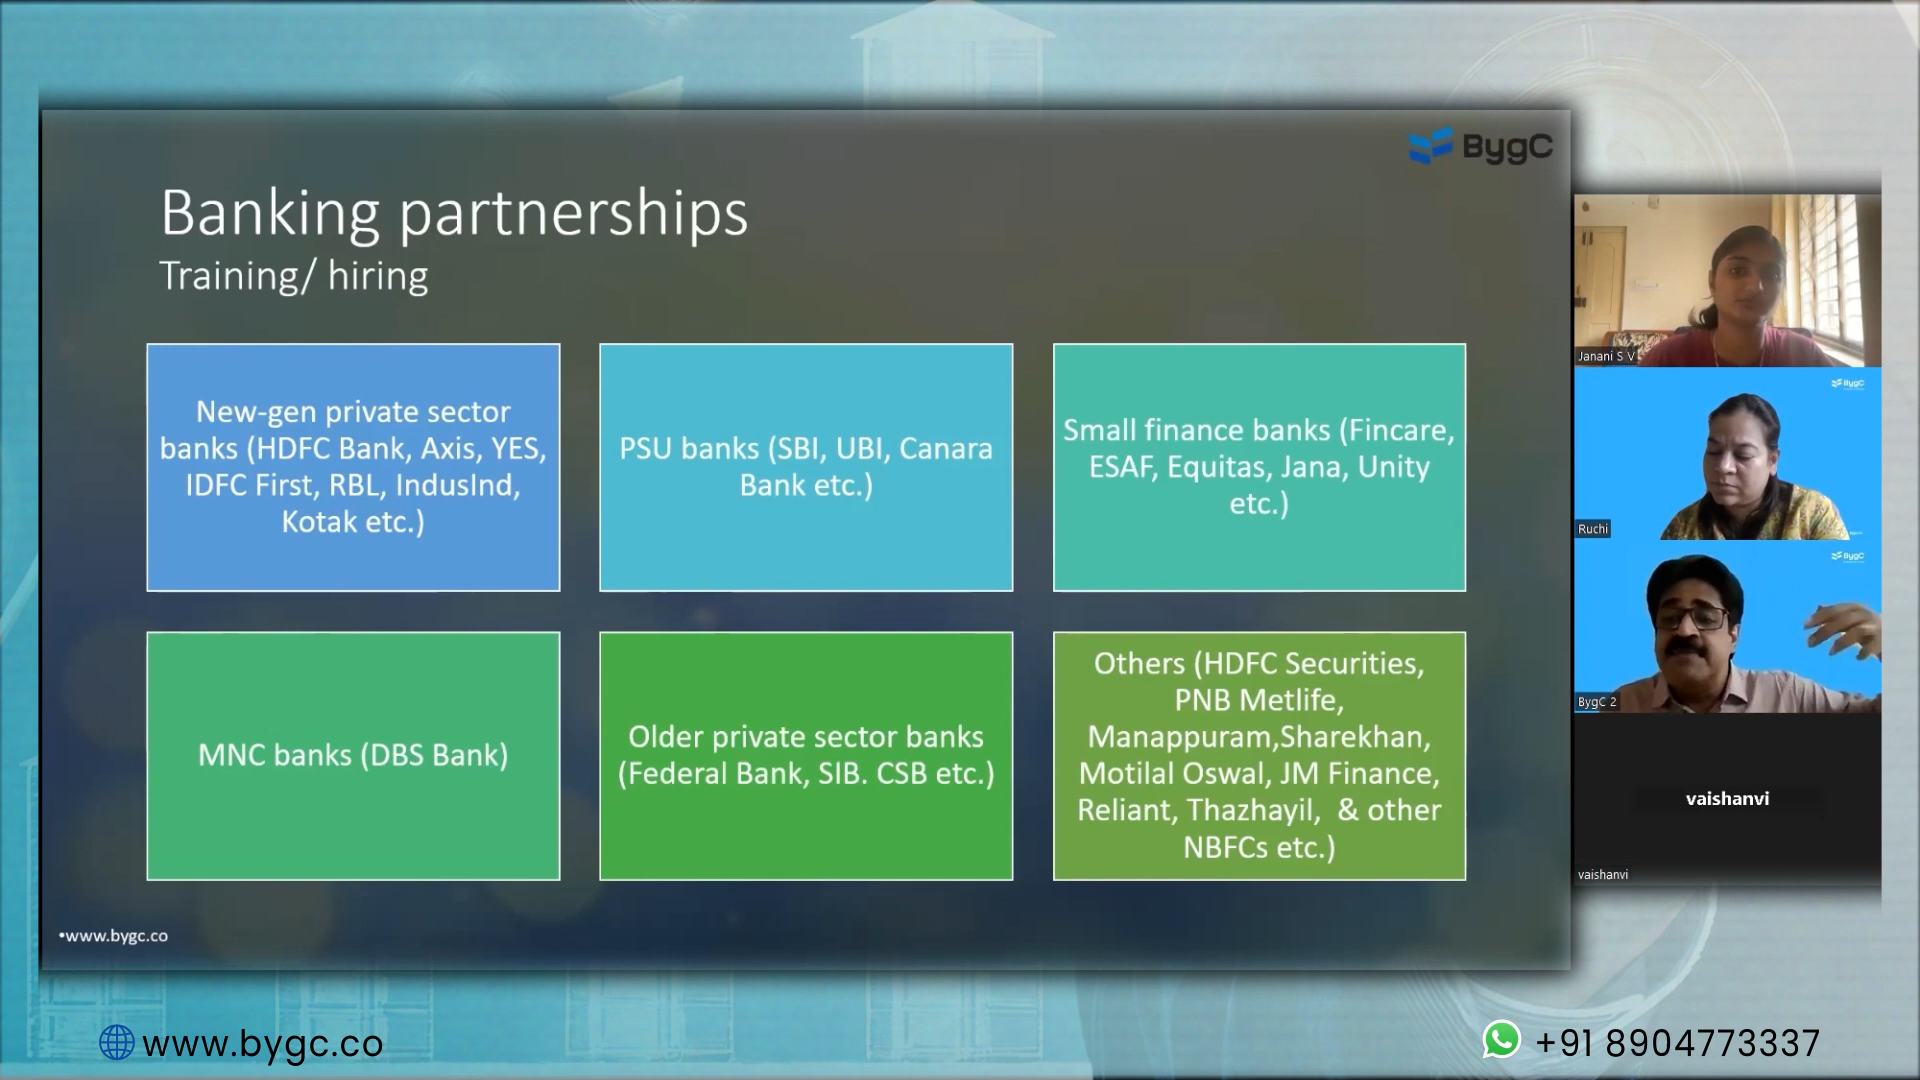 BygC
Banking partnerships
Training/ hiring
New-gen private sector
banks (HDFC Bank, Axis, YES,
IDFC First, RBL, IndusInd,
Kotak etc.)
PSU banks (SBI, UBI, Canara
Bank etc.)
Small finance banks (Fincare,
ESAF, Equitas, Jana, Unity
etc.)
MNC banks (DBS Bank)
Older private sector banks
(Federal Bank, SIB. CSB etc.)
Others (HDFC Securities,
PNB Metlife,
Manappuram,Sharekhan,
Motilal Oswal, JM Finance,
Reliant, Thazhayil,  & other
NBFCs etc.)
•www.bygc.co
Janani S V
BygC
Ruchi
BygC
BygC 2
vaishanvi
vaishanvi
www.bygc.co
+91 8904773337